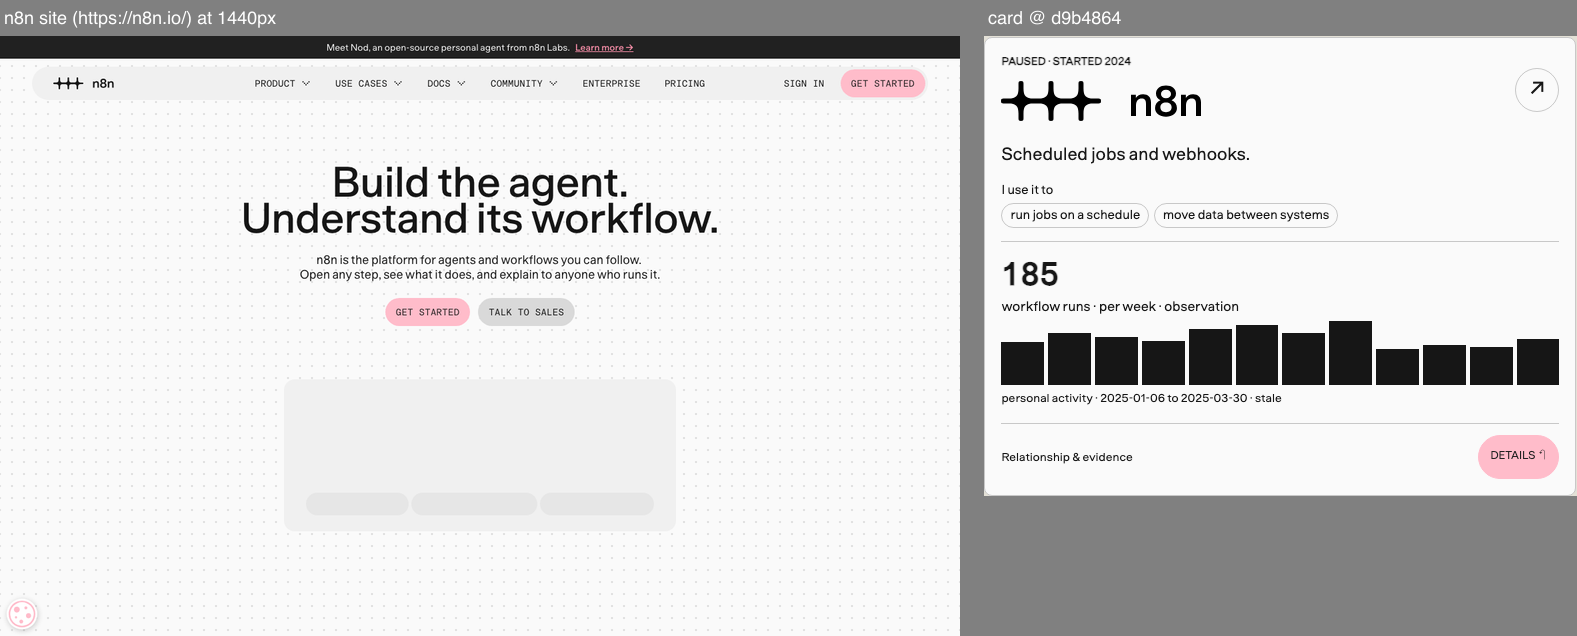 n8n site (https://n8n.io/) at 1440px
Meet Nod, an open-source personal agent from n8n Labs. Learn more →
n8n
PRODUCT
USE CASES
DOCS
COMMUNITY
ENTERPRISE
PRICING
SIGN IN
GET STARTED
Build the agent.
Understand its workflow.
n8n is the platform for agents and workflows you can follow.
Open any step, see what it does, and explain to anyone who runs it.
GET STARTED
TALK TO SALES
card @ d9b4864
PAUSED · STARTED 2024
n8n
Scheduled jobs and webhooks.
I use it to
run jobs on a schedule
move data between systems
185
workflow runs · per week · observation
personal activity · 2025-01-06 to 2025-03-30 · stale
Relationship & evidence
DETAILS